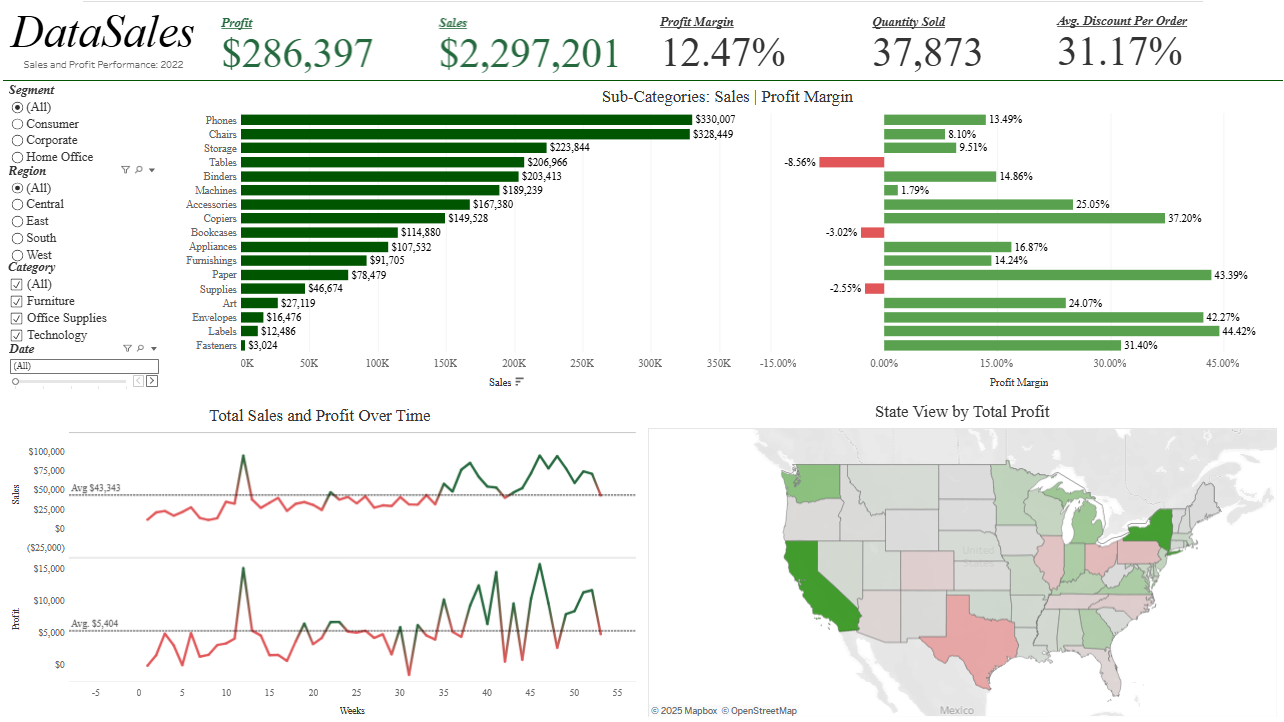 DataSales
Sales and Profit Performance: 2022
Profit
$286,397
Sales
$2,297,201
Profit Margin
12.47%
Quantity Sold
37,873
Avg. Discount Per Order
31.17%
Segment
(All)
Consumer
Corporate
Home Office
Region
(All)
Central
East
South
West
Category
(All)
Furniture
Office Supplies
Technology
Date
(All)
Sub-Categories: Sales | Profit Margin
Phones $330,007 13.49%
Chairs $328,449 8.10%
Storage $223,844 9.51%
Tables $206,966 -8.56%
Binders $203,413 14.86%
Machines $189,239 1.79%
Accessories $167,380 25.05%
Copiers $149,528 37.20%
Bookcases $114,880 -3.02%
Appliances $107,532 16.87%
Furnishings $91,705 14.24%
Paper $78,479 43.39%
Supplies $46,674 -2.55%
Art $27,119 24.07%
Envelopes $16,476 42.27%
Labels $12,486 44.42%
Fasteners $3,024 31.40%
0K 50K 100K 150K 200K 250K 300K 350K -15.00% 0.00% 15.00% 30.00% 45.00%
Sales Profit Margin
Total Sales and Profit Over Time
Sales
$100,000
$75,000
$50,000
$25,000
$0
($25,000)
Avg $43,343
Profit
$15,000
$10,000
$5,000
$0
Avg. $5,404
-5 0 5 10 15 20 25 30 35 40 45 50 55
Weeks
State View by Total Profit
United
States
Mexico
© 2025 Mapbox © OpenStreetMap